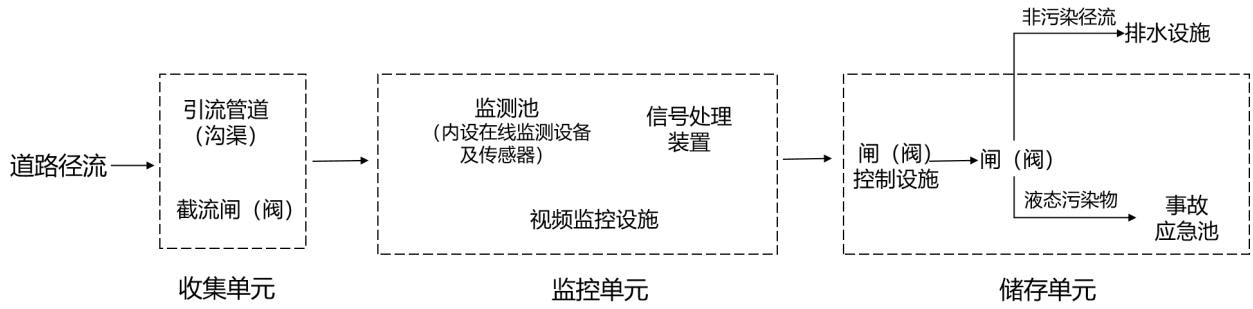 道路径流
引流管道
（沟渠）
截流闸（阀）
收集单元
监测池
（内设在线监测设备
及传感器）
信号处理
装置
视频监控设施
监控单元
闸（阀）
控制设施
闸（阀）
非污染径流
排水设施
液态污染物
事故
应急池
储存单元